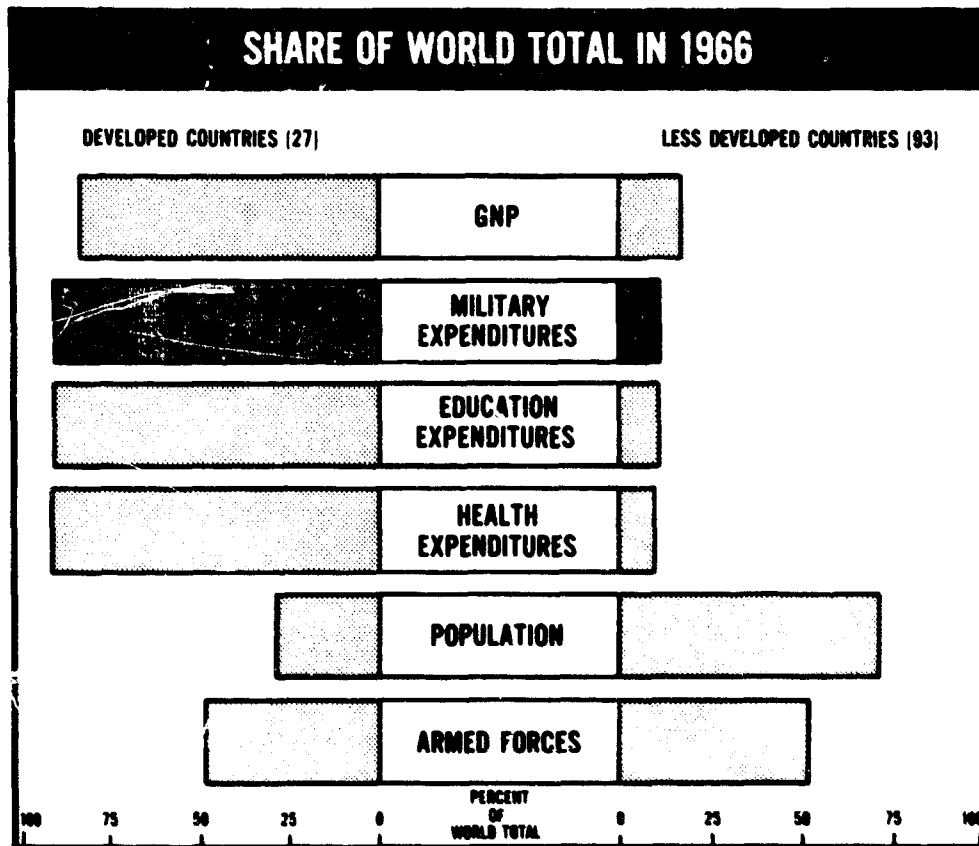 SHARE OF WORLD TOTAL IN 1966
DEVELOPED COUNTRIES (27)
LESS DEVELOPED COUNTRIES (93)
GNP
MILITARY
EXPENDITURES
EDUCATION
EXPENDITURES
HEALTH
EXPENDITURES
POPULATION
ARMED FORCES
PERCENT
OF
WORLD TOTAL
100 75 50 25 0 0 25 50 75 100